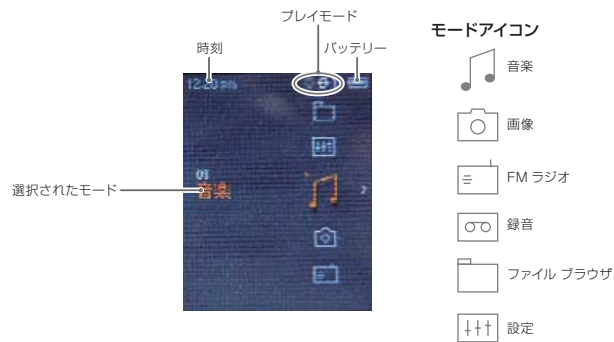 プレイモード
時刻
バッテリー
12:20 pm
01
音楽
選択されたモード
モードアイコン
音楽
画像
FM ラジオ
録音
ファイル ブラウザ
設定